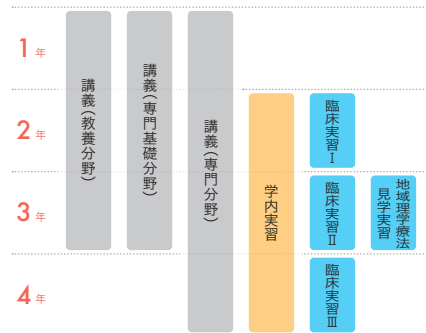 1年
2年
3年
4年
講義(教養分野)
講義(専門基礎分野)
講義(専門分野)
学内実習
臨床実習Ⅰ
臨床実習Ⅱ
臨床実習Ⅲ
地域理学療法
見学実習